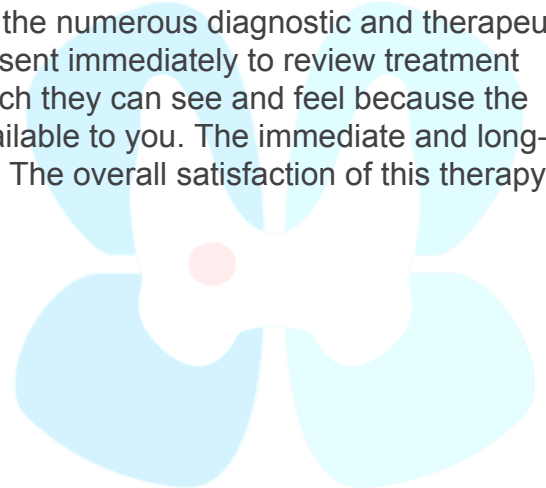 the numerous diagnostic and therapeu
sent immediately to review treatment
ch they can see and feel because the
ailable to you. The immediate and long-
. The overall satisfaction of this therapy